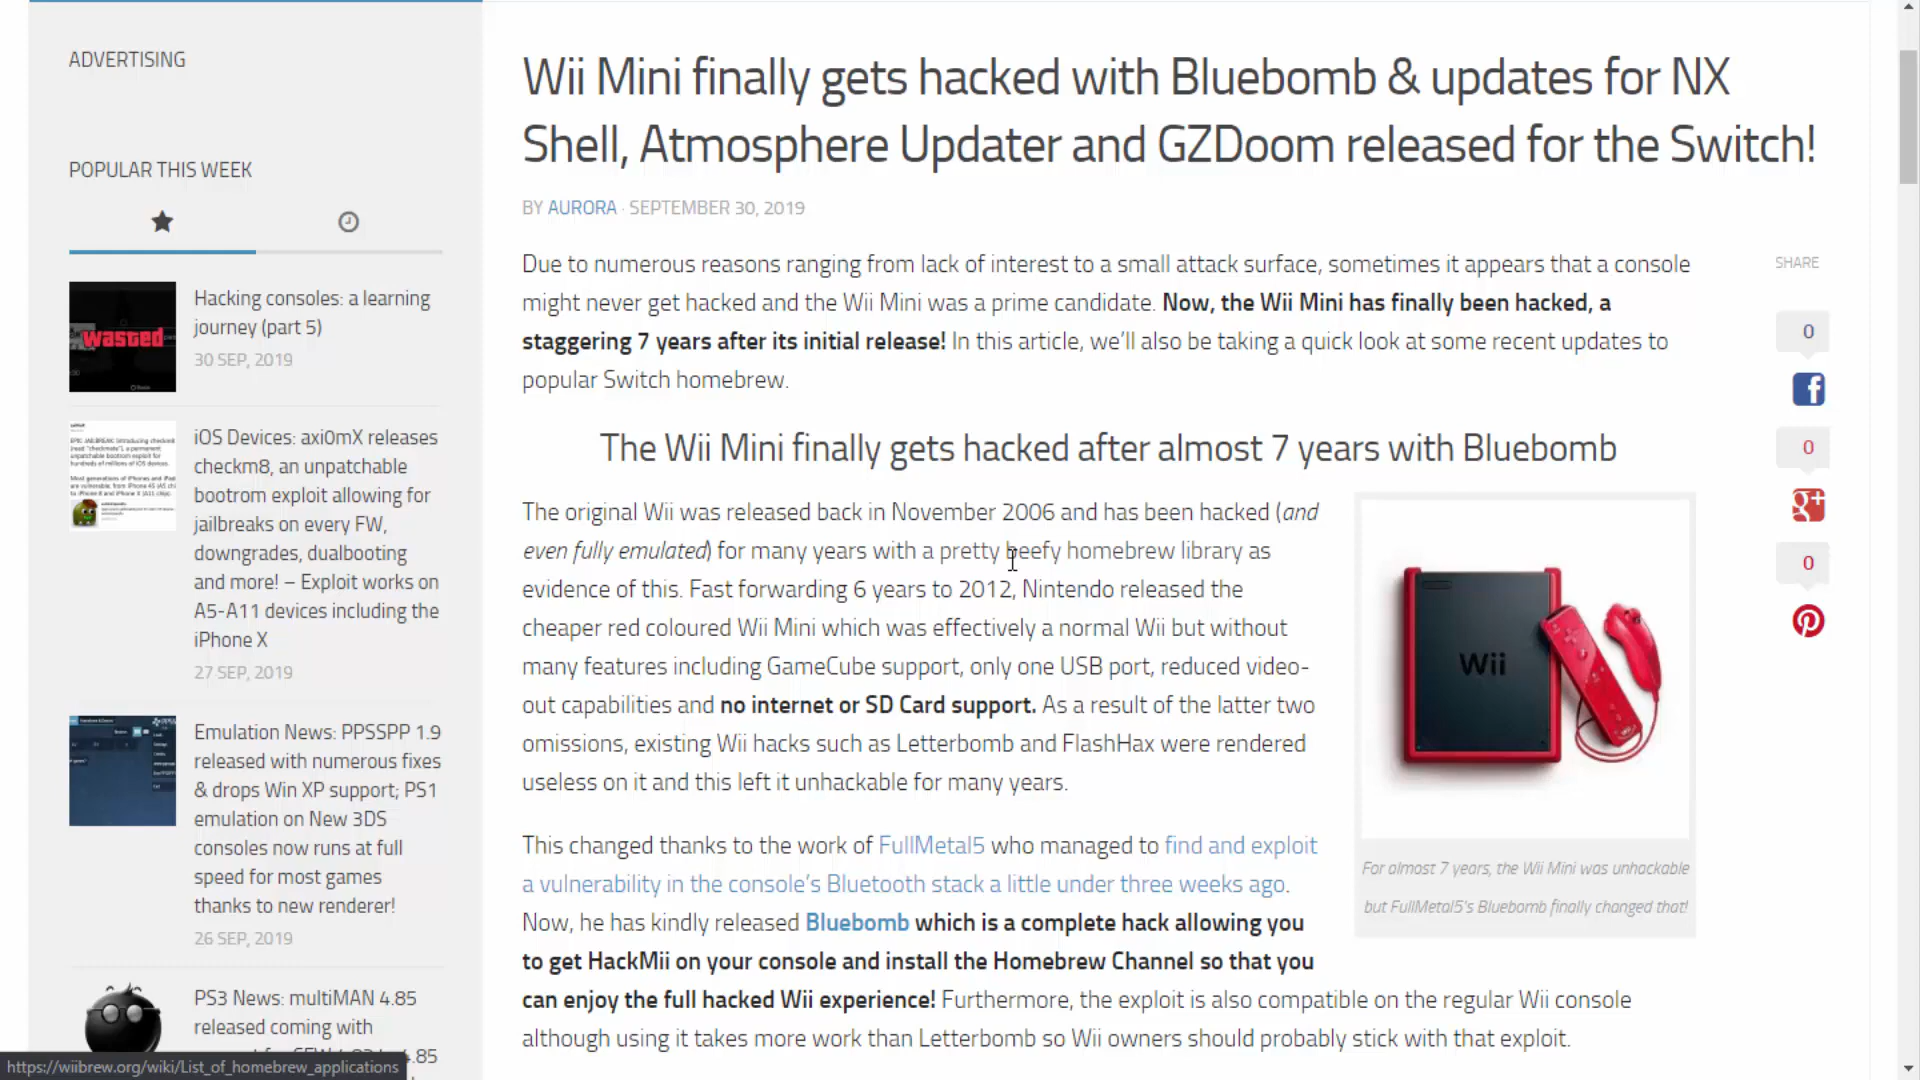 ADVERTISING
POPULAR THIS WEEK
Hacking consoles: a learning
journey (part 5)
30 SEP, 2019
iOS Devices: axi0mX releases
checkm8, an unpatchable
bootrom exploit allowing for
jailbreaks on every FW,
downgrades, dualbooting
and more! – Exploit works on
A5-A11 devices including the
iPhone X
27 SEP, 2019
Emulation News: PPSSPP 1.9
released with numerous fixes
& drops Win XP support; PS1
emulation on New 3DS
consoles now runs at full
speed for most games
thanks to new renderer!
26 SEP, 2019
PS3 News: multiMAN 4.85
released coming with
wasted
https://wiibrew.org/wiki/List_of_homebrew_applications
Wii Mini finally gets hacked with Bluebomb & updates for NX
Shell, Atmosphere Updater and GZDoom released for the Switch!
BY AURORA · SEPTEMBER 30, 2019
Due to numerous reasons ranging from lack of interest to a small attack surface, sometimes it appears that a console
might never get hacked and the Wii Mini was a prime candidate. Now, the Wii Mini has finally been hacked, a
staggering 7 years after its initial release! In this article, we’ll also be taking a quick look at some recent updates to
popular Switch homebrew.
The Wii Mini finally gets hacked after almost 7 years with Bluebomb
The original Wii was released back in November 2006 and has been hacked (and
even fully emulated) for many years with a pretty beefy homebrew library as
evidence of this. Fast forwarding 6 years to 2012, Nintendo released the
cheaper red coloured Wii Mini which was effectively a normal Wii but without
many features including GameCube support, only one USB port, reduced video-
out capabilities and no internet or SD Card support. As a result of the latter two
omissions, existing Wii hacks such as Letterbomb and FlashHax were rendered
useless on it and this left it unhackable for many years.
Wii
For almost 7 years, the Wii Mini was unhackable
but FullMetal5's Bluebomb finally changed that!
This changed thanks to the work of FullMetal5 who managed to find and exploit
a vulnerability in the console’s Bluetooth stack a little under three weeks ago.
Now, he has kindly released Bluebomb which is a complete hack allowing you
to get HackMii on your console and install the Homebrew Channel so that you
can enjoy the full hacked Wii experience! Furthermore, the exploit is also compatible on the regular Wii console
although using it takes more work than Letterbomb so Wii owners should probably stick with that exploit.
SHARE
0
0
0